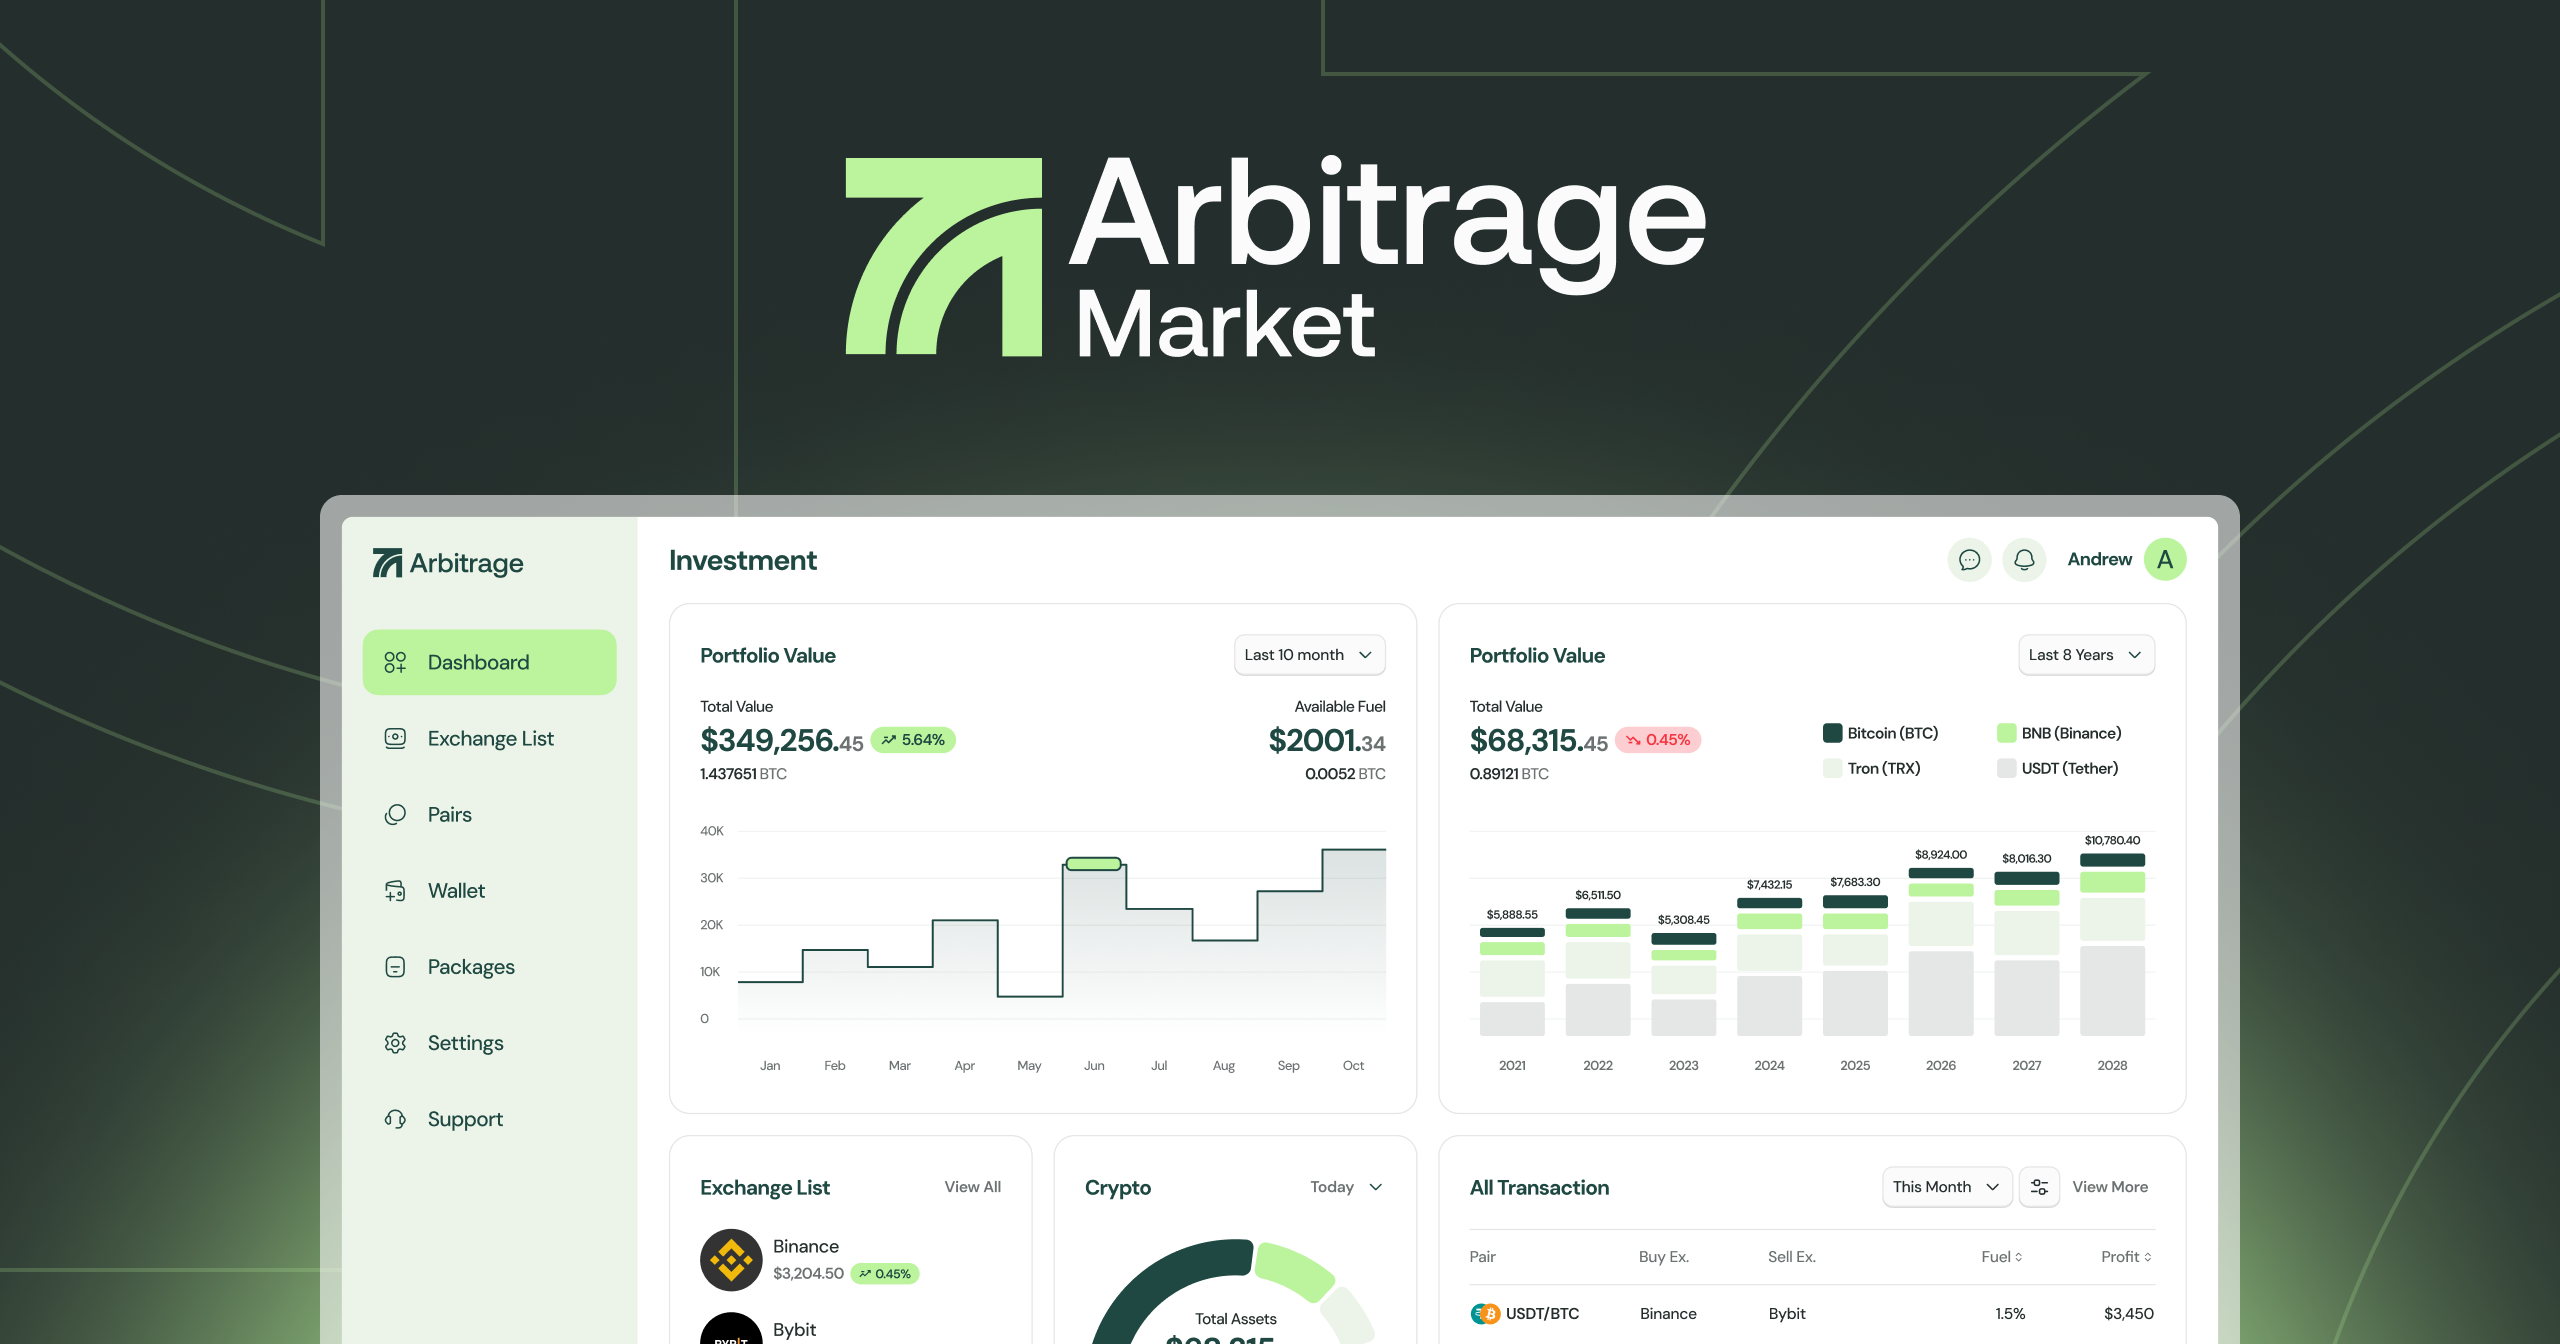 Arbitrage
Market
Arbitrage
Dashboard
Exchange List
Pairs
Wallet
Packages
Settings
Support
Investment
Andrew A
Portfolio Value
Last 10 month
Total Value
Available Fuel
$349,256.45 5.64%
$2001.34
1.437651 BTC
0.0052 BTC
40K
30K
20K
10K
0
Jan Feb Mar Apr May Jun Jul Aug Sep Oct
Portfolio Value
Last 8 Years
Total Value
$68,315.45 0.45%
0.89121 BTC
Bitcoin (BTC) BNB (Binance)
Tron (TRX) USDT (Tether)
$5,888.55 $6,511.50 $5,308.45 $7,432.15 $7,683.30 $8,924.00 $8,016.30 $10,780.40
2021 2022 2023 2024 2025 2026 2027 2028
Exchange List View All
Binance
$3,204.50 0.45%
Bybit
Crypto Today
Total Assets
All Transaction This Month View More
Pair Buy Ex. Sell Ex. Fuel Profit
USDT/BTC Binance Bybit 1.5% $3,450